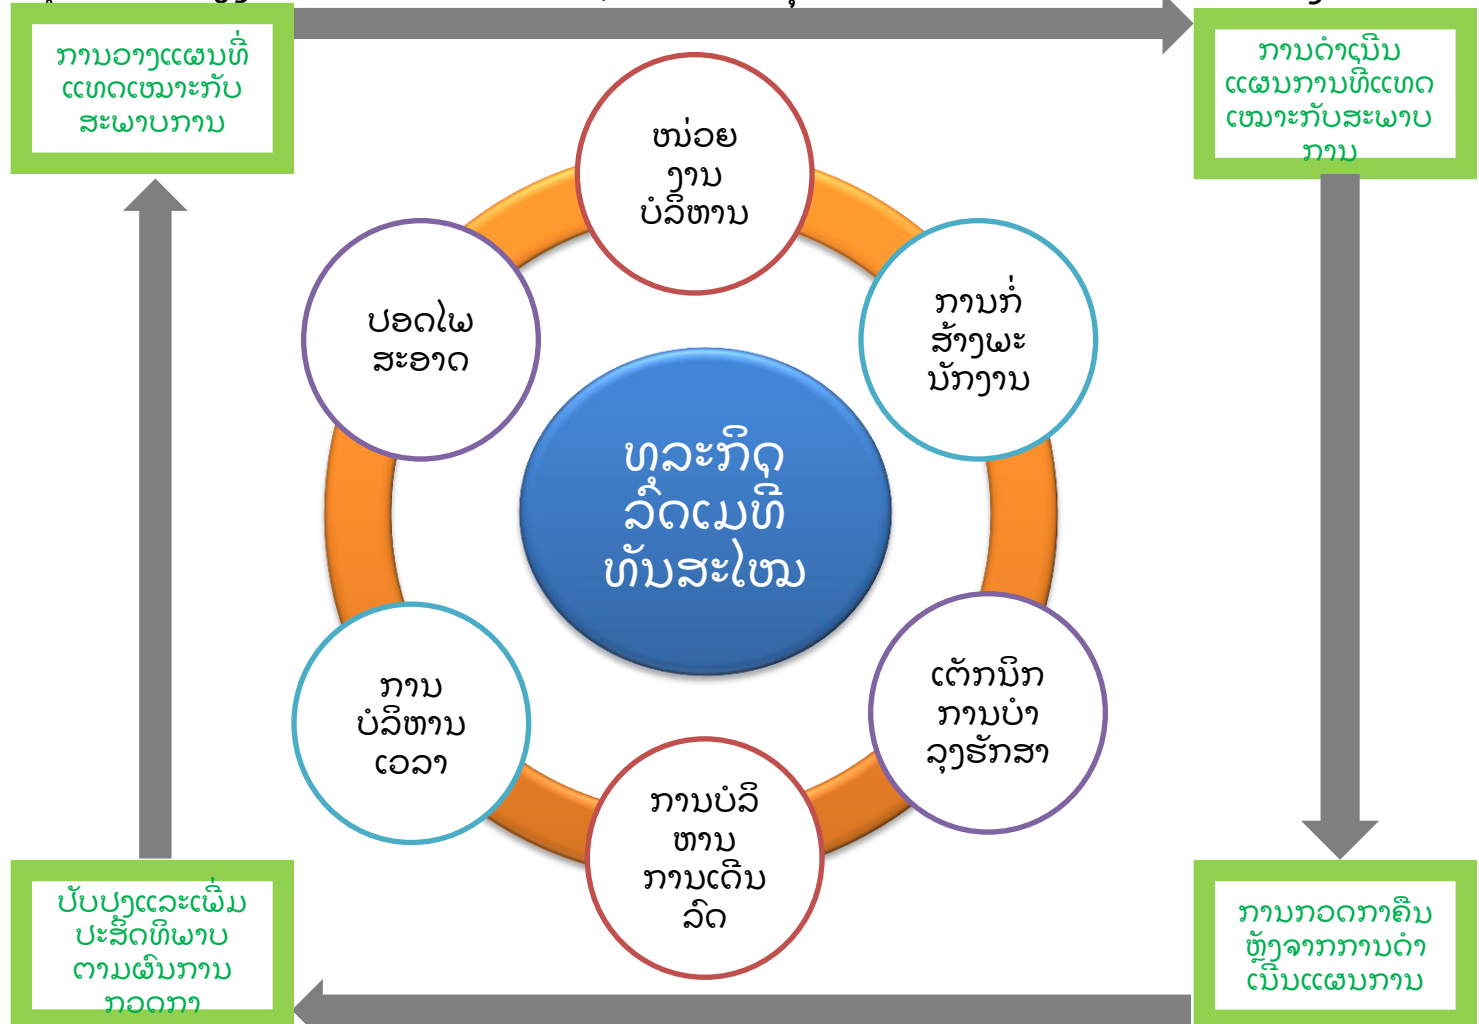 ການວາງແຜນທີ່
ແທດເໝາະກັບ
ສະພາບການ
ການດຳເນີນ
ແຜນການທີ່ແທດ
ເໝາະກັບສະພາບ
ການ
ໜ່ວຍ
ງານ
ບໍລິຫານ
ປອດໄພ
ສະອາດ
ການກໍ່
ສ້າງພະ
ນັກງານ
ທຸລະກິດ
ລົດເມທີ່
ທັນສະໄໝ
ການ
ບໍລິຫານ
ເວລາ
ເຕັກນິກ
ການບຳ
ລຸງຮັກສາ
ການບໍລິ
ຫານ
ການເດີນ
ລົດ
ປັບປຸງແລະເພີ່ມ
ປະສິດທິພາບ
ຕາມຜົນການ
ກວດກາ
ການກວດກາຄືນ
ຫຼັງຈາກການດຳ
ເນີນແຜນການ